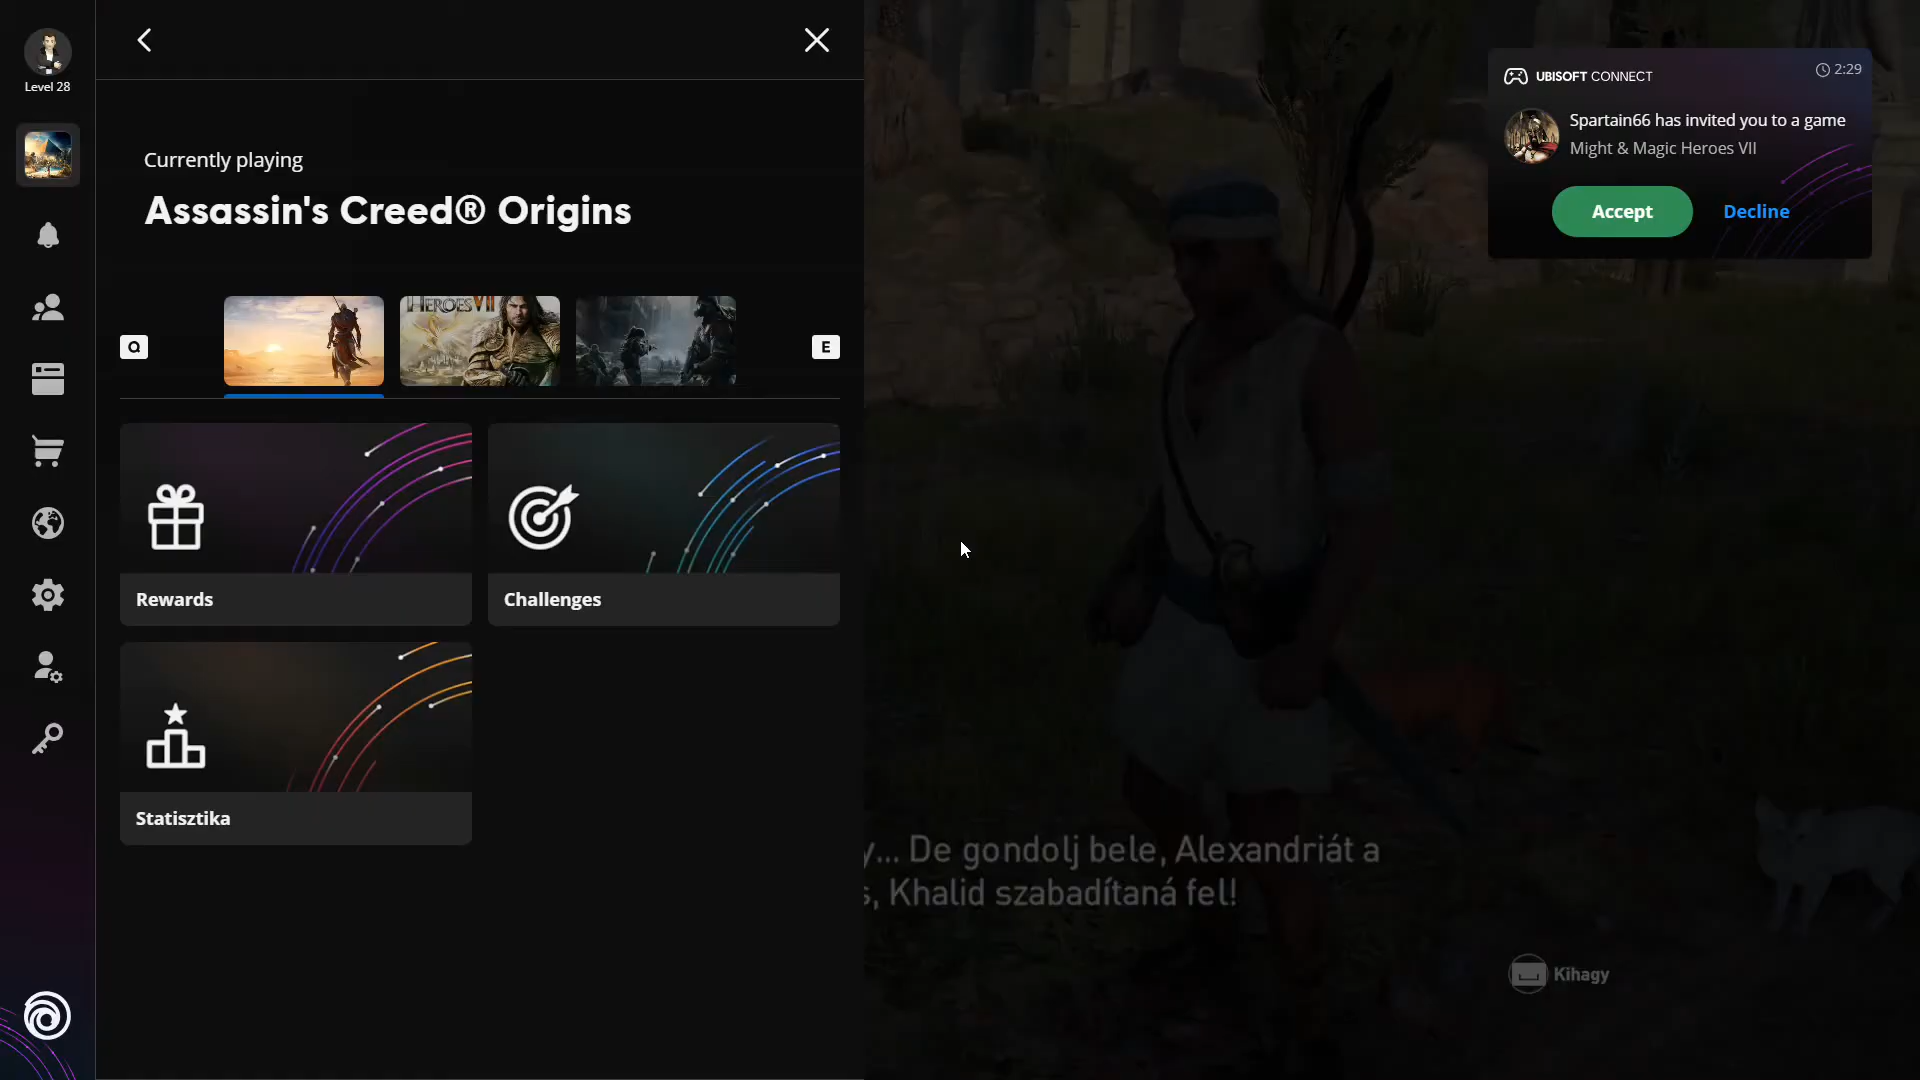 Level 28
Currently playing
Assassin's Creed® Origins
Q
HEROES VII
E
Rewards
Challenges
Statisztika
UBISOFT CONNECT
2:29
Spartain66 has invited you to a game
Might & Magic Heroes VII
Accept
Decline
y... De gondolj bele, Alexandriát a
s, Khalid szabadítaná fel!
Kihagy